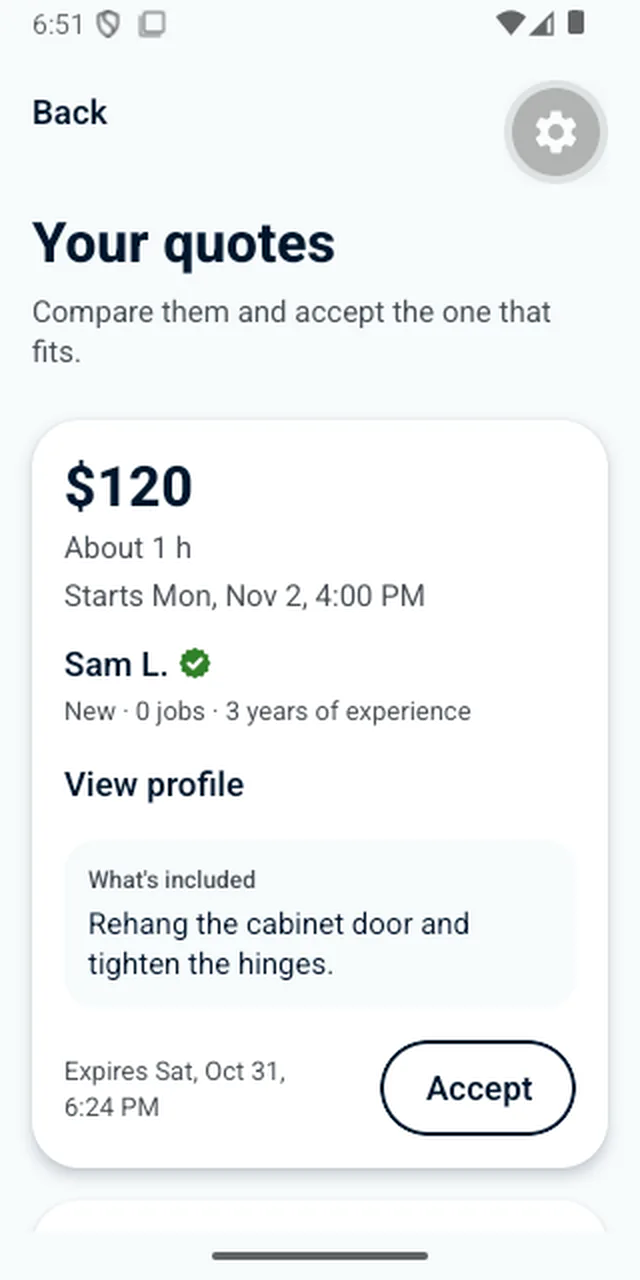 6:51
Back
Your quotes
Compare them and accept the one that
fits.
$120
About 1 h
Starts Mon, Nov 2, 4:00 PM
Sam L.
New · 0 jobs · 3 years of experience
View profile
What's included
Rehang the cabinet door and
tighten the hinges.
Expires Sat, Oct 31,
6:24 PM
Accept